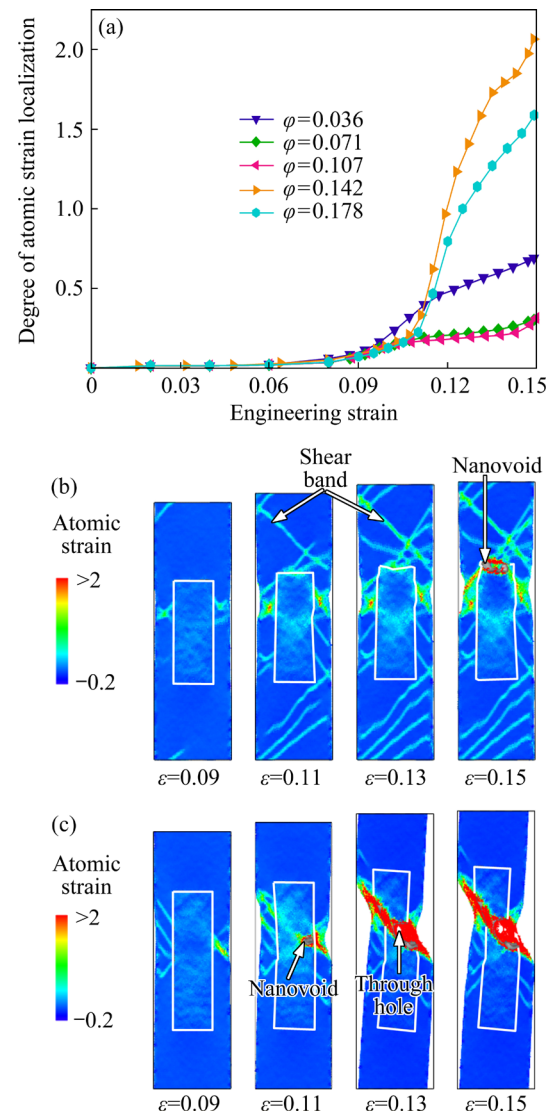 (a)
2.0
1.5
1.0
0.5
0
0.03
0.06
0.09
0.12
0.15
Degree of atomic strain localization
Engineering strain
φ=0.036
φ=0.071
φ=0.107
φ=0.142
φ=0.178
(b)
Shear
band
Nanovoid
Atomic
strain
>2
−0.2
ε=0.09
ε=0.11
ε=0.13
ε=0.15
(c)
Atomic
strain
>2
−0.2
Nanovoid
Through
hole
ε=0.09
ε=0.11
ε=0.13
ε=0.15